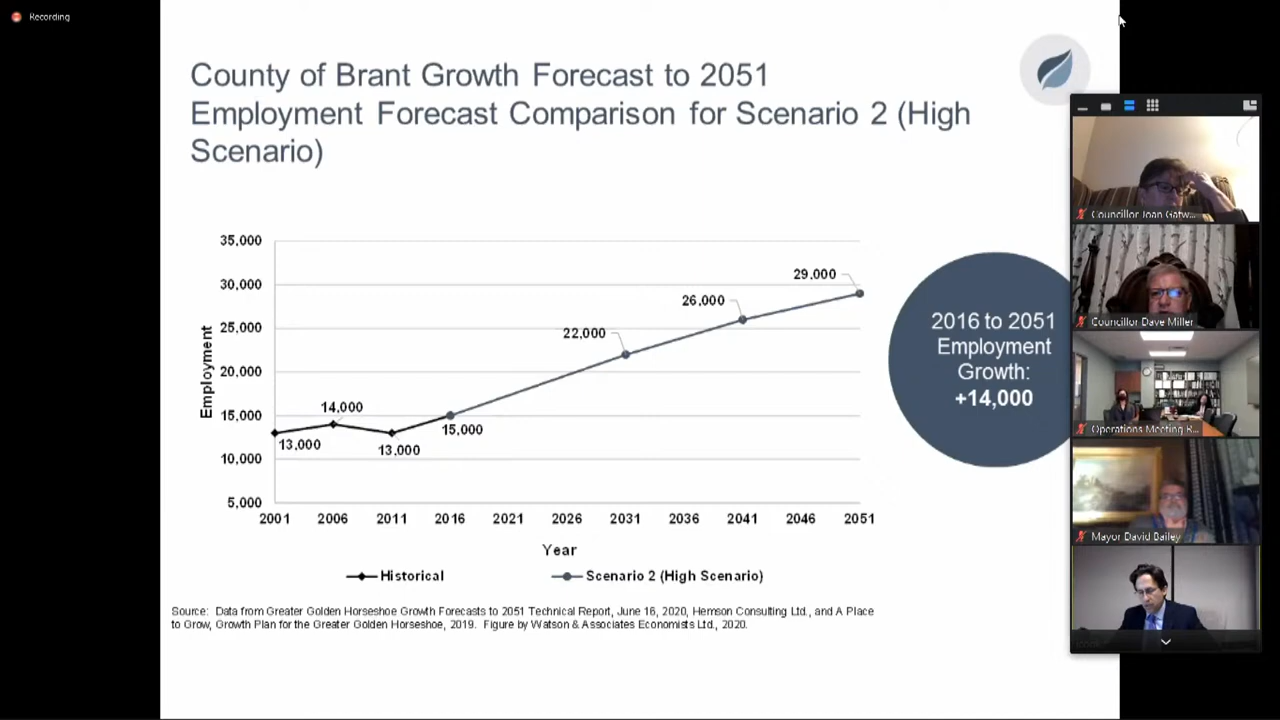 Recording
County of Brant Growth Forecast to 2051
Employment Forecast Comparison for Scenario 2 (High
Scenario)
35,000
30,000
25,000
20,000
15,000
10,000
5,000
Employment
13,000
14,000
13,000
15,000
22,000
26,000
29,000
2001 2006 2011 2016 2021 2026 2031 2036 2041 2046 2051
Year
Historical
Scenario 2 (High Scenario)
2016 to 2051
Employment
Growth:
+14,000
Source: Data from Greater Golden Horseshoe Growth Forecasts to 2051 Technical Report, June 16, 2020, Hemson Consulting Ltd., and A Place
to Grow, Growth Plan for the Greater Golden Horseshoe, 2019. Figure by Watson & Associates Economists Ltd., 2020.
Councillor Joan Gatw...
Councillor Dave Miller
Operations Meeting R...
Mayor David Bailey